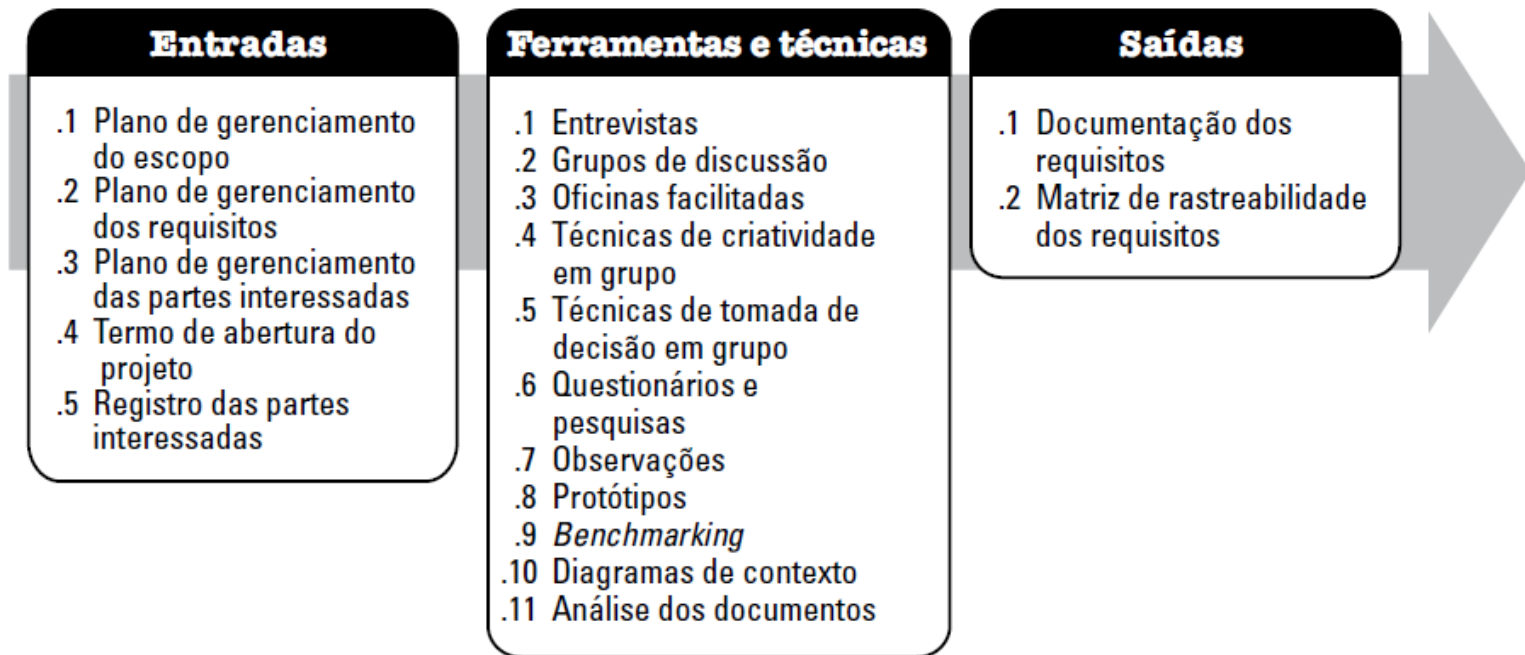 Entradas
.1 Plano de gerenciamento
do escopo
.2 Plano de gerenciamento
dos requisitos
.3 Plano de gerenciamento
das partes interessadas
.4 Termo de abertura do
projeto
.5 Registro das partes
interessadas
Ferramentas e técnicas
.1 Entrevistas
.2 Grupos de discussão
.3 Oficinas facilitadas
.4 Técnicas de criatividade
em grupo
.5 Técnicas de tomada de
decisão em grupo
.6 Questionários e
pesquisas
.7 Observações
.8 Protótipos
.9 Benchmarking
.10 Diagramas de contexto
.11 Análise dos documentos
Saídas
.1 Documentação dos
requisitos
.2 Matriz de rastreabilidade
dos requisitos